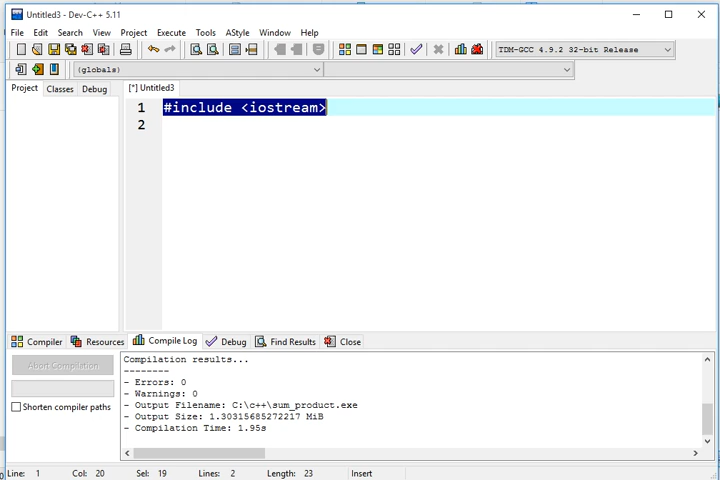 Untitled3 - Dev-C++ 5.11
File Edit Search View Project Execute Tools AStyle Window Help
TDM-GCC 4.9.2 32-bit Release
(globals)
Project Classes Debug [*] Untitled3
1 #include <iostream>
2
Compiler Resources Compile Log Debug Find Results Close
Abort Compilation
Shorten compiler paths
Compilation results...
--------
- Errors: 0
- Warnings: 0
- Output Filename: C:\c++\sum_product.exe
- Output Size: 1.30315685272217 MiB
- Compilation Time: 1.95s
Line: 1 Col: 20 Sel: 19 Lines: 2 Length: 23 Insert